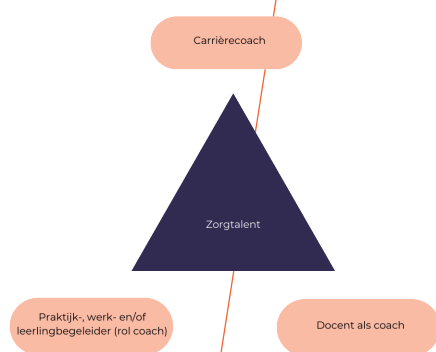 Carrièrecoach
Zorgtalent
Praktijk-, werk- en/of
leerlingbegeleider (rol coach)
Docent als coach